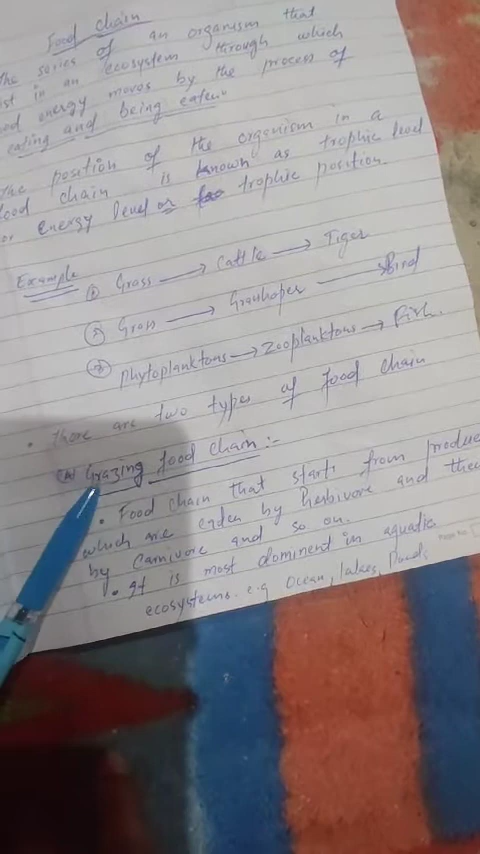 Food chain
the series of an organism that
ist in an ecosystem through which
ood energy moves by the process of
eating and being eaten"
the position of the organism in a
food chain is known as trophic level
or energy level or trophic position.
Example
① Grass → Cattle → Tiger
② Grass → Grasshoper → Bird
③ Phytoplanktons → Zooplanktons → Fish.
• There are two types of food chain
(A) Grazing food chain :-
• Food chain that starts from produce
which are eaten by herbivore and then
by Carnivore and so on.
• It is most dominent in aquatic
ecosystems. e.g Ocean, lakes, Ponds
Page No.